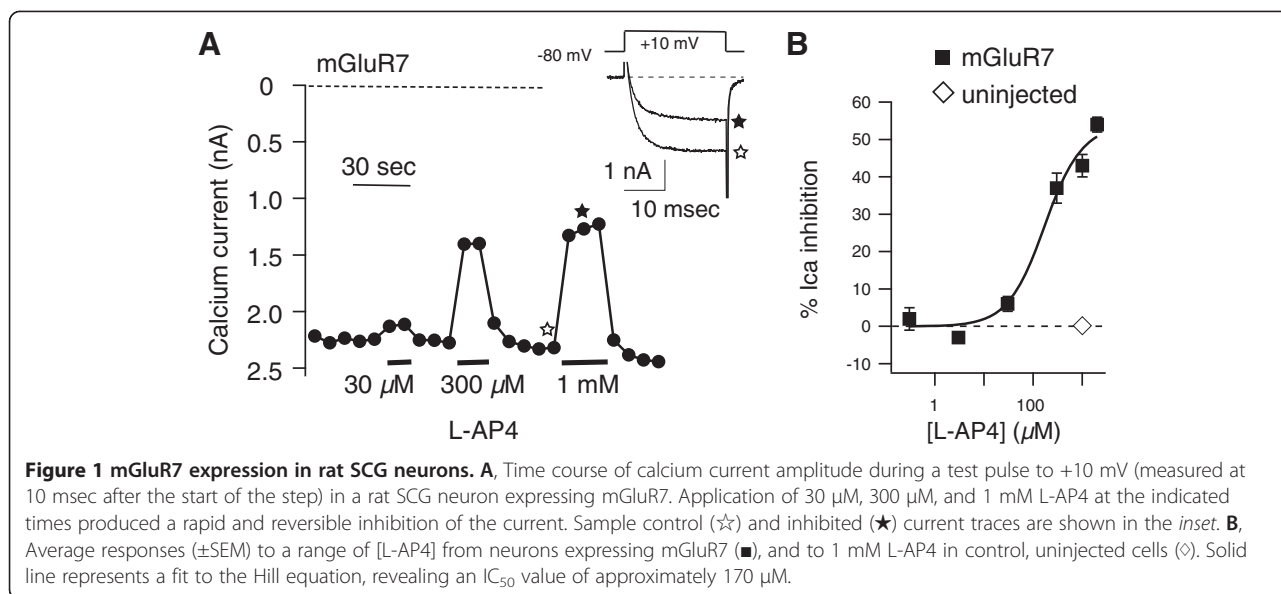 A
mGluR7
0
0.5
1.0
1.5
2.0
2.5
Calcium current (nA)
30 sec
-80 mV
+10 mV
★
☆
1 nA
10 msec
★
☆
30 µM
300 µM
1 mM
L-AP4
B
■ mGluR7
◇ uninjected
60
50
40
30
20
10
0
-10
% Ica inhibition
1
100
[L-AP4] (µM)
Figure 1 mGluR7 expression in rat SCG neurons. A, Time course of calcium current amplitude during a test pulse to +10 mV (measured at
10 msec after the start of the step) in a rat SCG neuron expressing mGluR7. Application of 30 µM, 300 µM, and 1 mM L-AP4 at the indicated
times produced a rapid and reversible inhibition of the current. Sample control (☆) and inhibited (★) current traces are shown in the inset. B,
Average responses (±SEM) to a range of [L-AP4] from neurons expressing mGluR7 (■), and to 1 mM L-AP4 in control, uninjected cells (◊). Solid
line represents a fit to the Hill equation, revealing an IC50 value of approximately 170 µM.